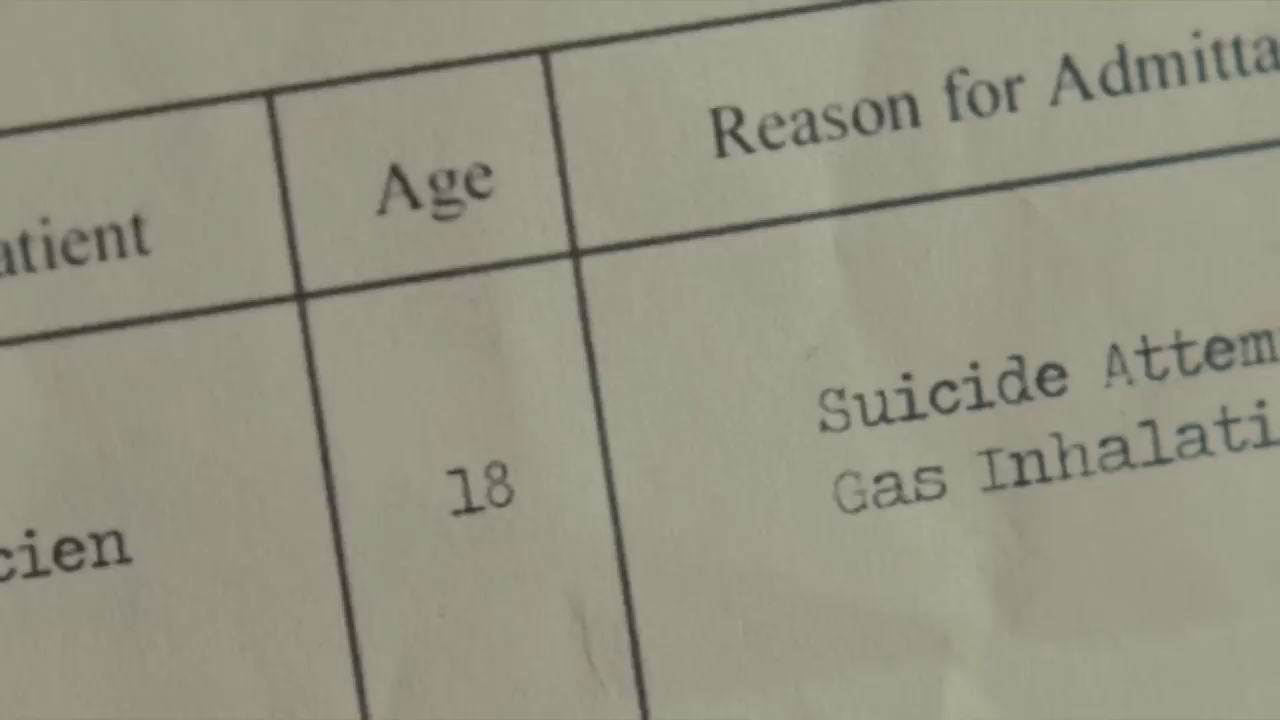 atient Age Reason for Admitta
cien 18 Suicide Attem
Gas Inhalati